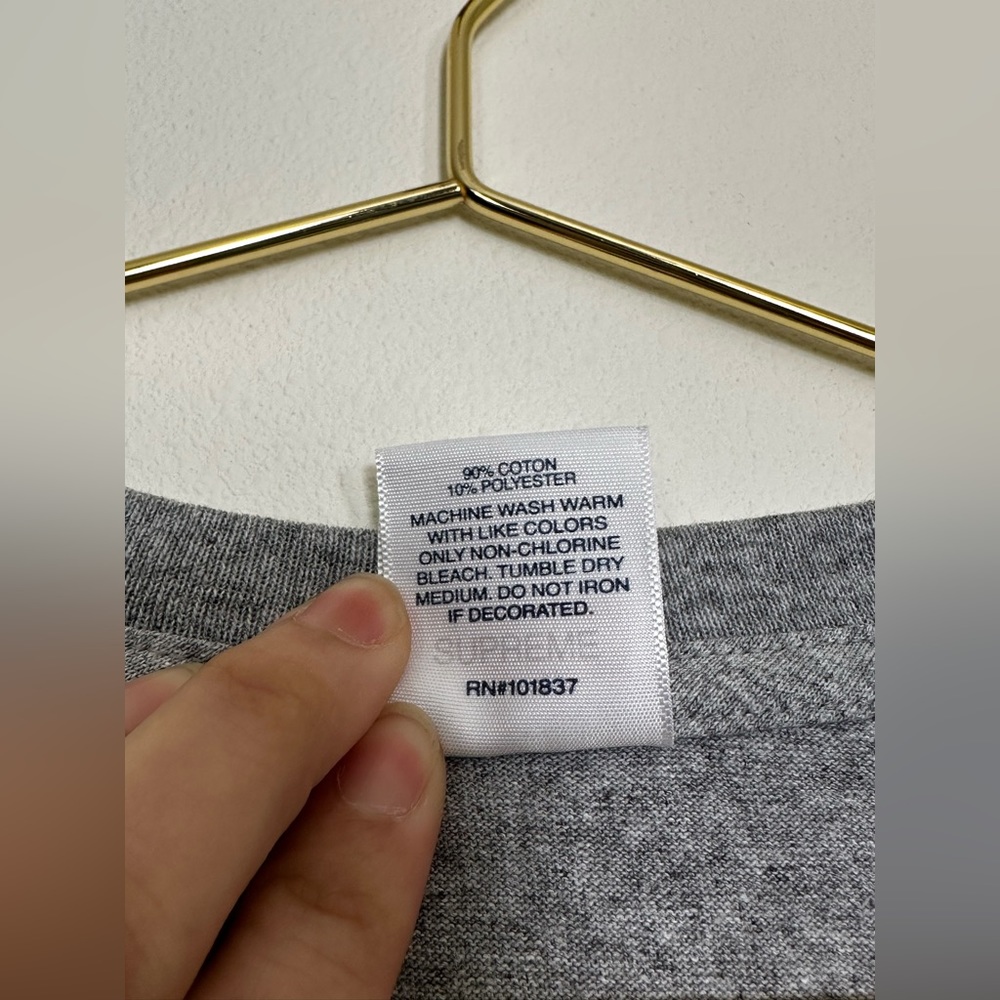 90% COTON
10% POLYESTER
MACHINE WASH WARM
WITH LIKE COLORS
ONLY NON-CHLORINE
BLEACH. TUMBLE DRY
MEDIUM. DO NOT IRON
IF DECORATED.
SUPREME
RN#101837